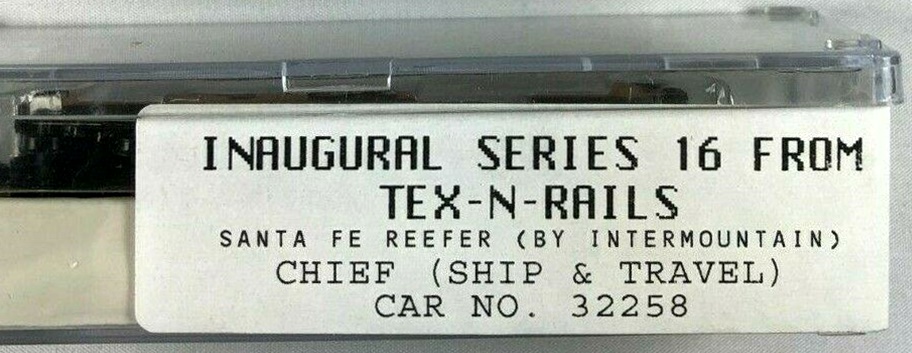 INAUGURAL SERIES 16 FROM
TEX-N-RAILS
SANTA FE REEFER (BY INTERMOUNTAIN)
CHIEF (SHIP & TRAVEL)
CAR NO. 32258